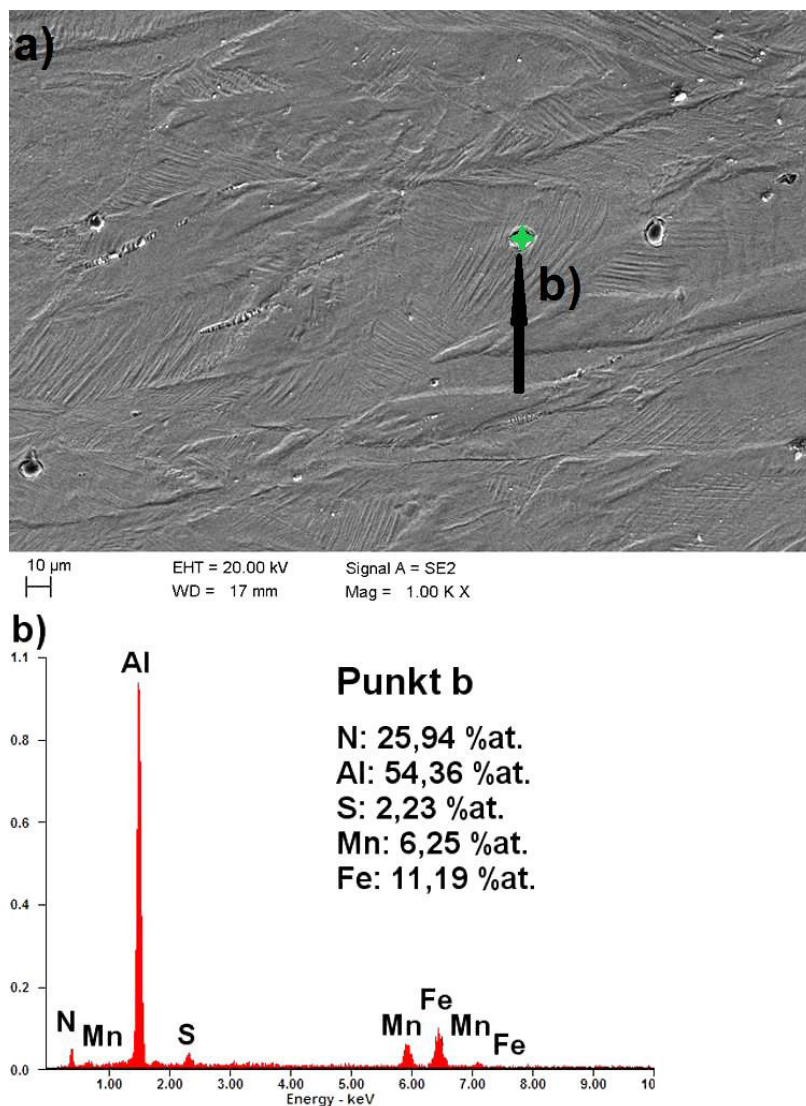 a)
b)
10 µm
EHT = 20.00 kV
Signal A = SE2
WD = 17 mm
Mag = 1.00 K X
b)
1.1
0.8
0.6
0.4
0.2
0.0
Al
N
Mn
S
Mn
Fe
Mn
Fe
Punkt b
N: 25,94 %at.
Al: 54,36 %at.
S: 2,23 %at.
Mn: 6,25 %at.
Fe: 11,19 %at.
1.00 2.00 3.00 4.00 5.00 6.00 7.00 8.00 9.00 10
Energy - keV